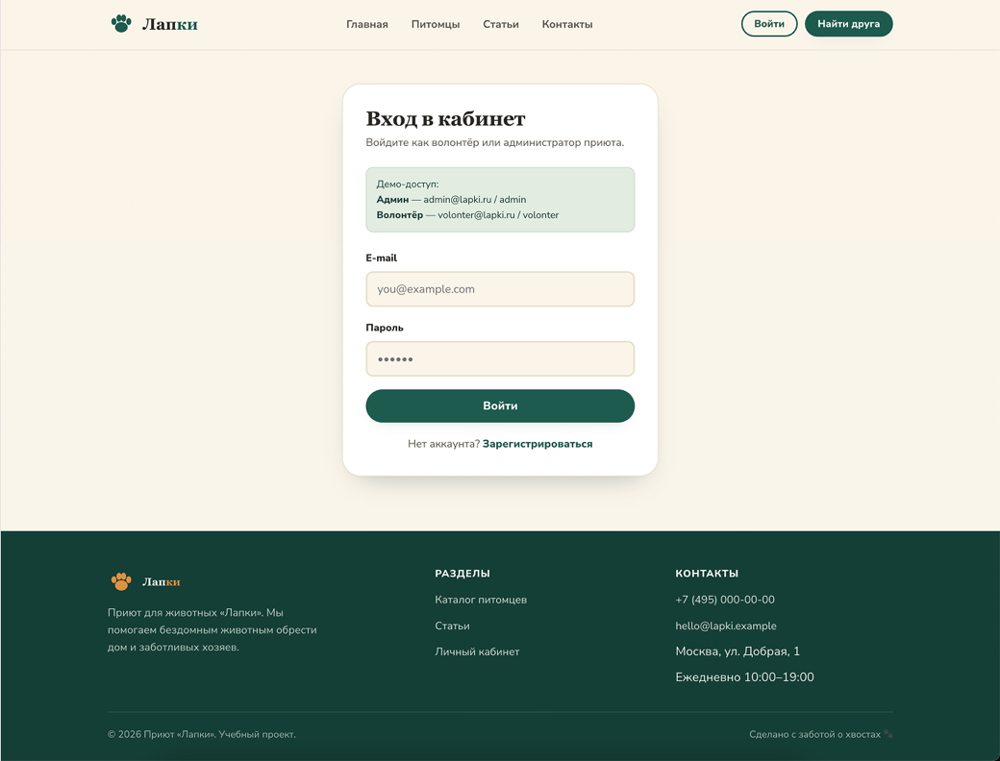 Лапки
Главная Питомцы Статьи Контакты
Войти Найти друга
Вход в кабинет
Войдите как волонтёр или администратор приюта.
Демо-доступ:
Админ — admin@lapki.ru / admin
Волонтёр — volonter@lapki.ru / volonter
E-mail
you@example.com
Пароль
••••••
Войти
Нет аккаунта? Зарегистрироваться
Лапки
Приют для животных «Лапки». Мы
помогаем бездомным животным обрести
дом и заботливых хозяев.
РАЗДЕЛЫ
Каталог питомцев
Статьи
Личный кабинет
КОНТАКТЫ
+7 (495) 000-00-00
hello@lapki.example
Москва, ул. Добрая, 1
Ежедневно 10:00–19:00
© 2026 Приют «Лапки». Учебный проект.
Сделано с заботой о хвостах 🐾